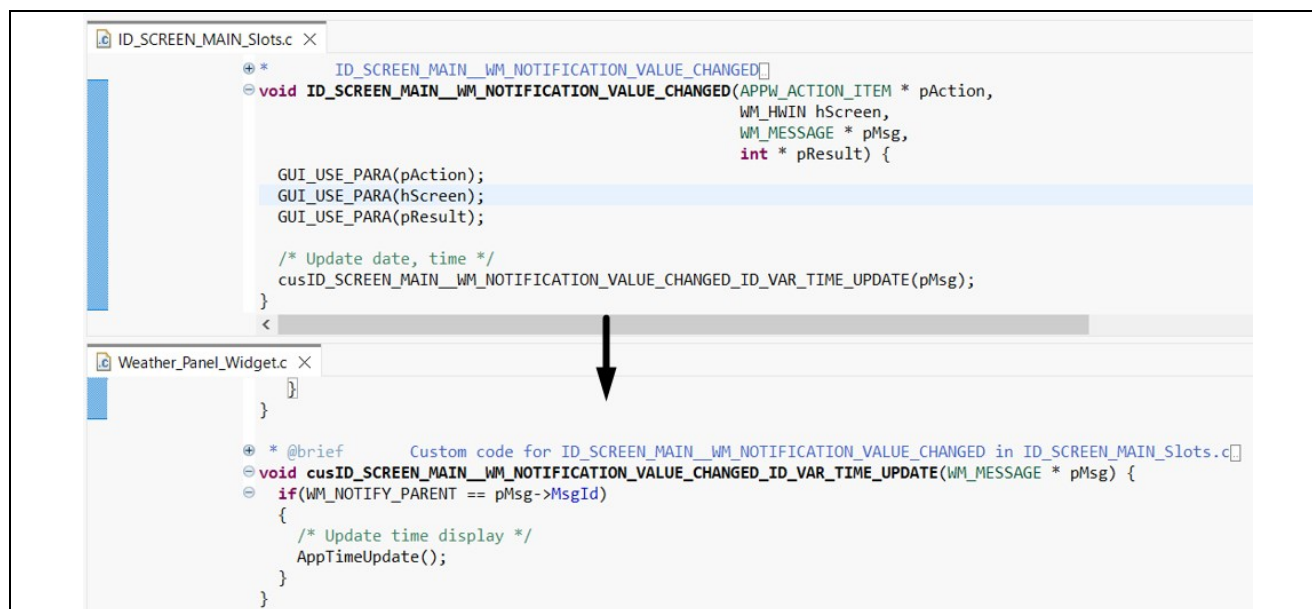 ID_SCREEN_MAIN_Slots.c
* ID_SCREEN_MAIN__WM_NOTIFICATION_VALUE_CHANGED
void ID_SCREEN_MAIN__WM_NOTIFICATION_VALUE_CHANGED(APPW_ACTION_ITEM * pAction,
WM_HWIN hScreen,
WM_MESSAGE * pMsg,
int * pResult) {
GUI_USE_PARA(pAction);
GUI_USE_PARA(hScreen);
GUI_USE_PARA(pResult);
/* Update date, time */
cusID_SCREEN_MAIN__WM_NOTIFICATION_VALUE_CHANGED_ID_VAR_TIME_UPDATE(pMsg);
}
Weather_Panel_Widget.c
}
}
* @brief Custom code for ID_SCREEN_MAIN__WM_NOTIFICATION_VALUE_CHANGED in ID_SCREEN_MAIN_Slots.c
void cusID_SCREEN_MAIN__WM_NOTIFICATION_VALUE_CHANGED_ID_VAR_TIME_UPDATE(WM_MESSAGE * pMsg) {
if(WM_NOTIFY_PARENT == pMsg->MsgId)
{
/* Update time display */
AppTimeUpdate();
}
}